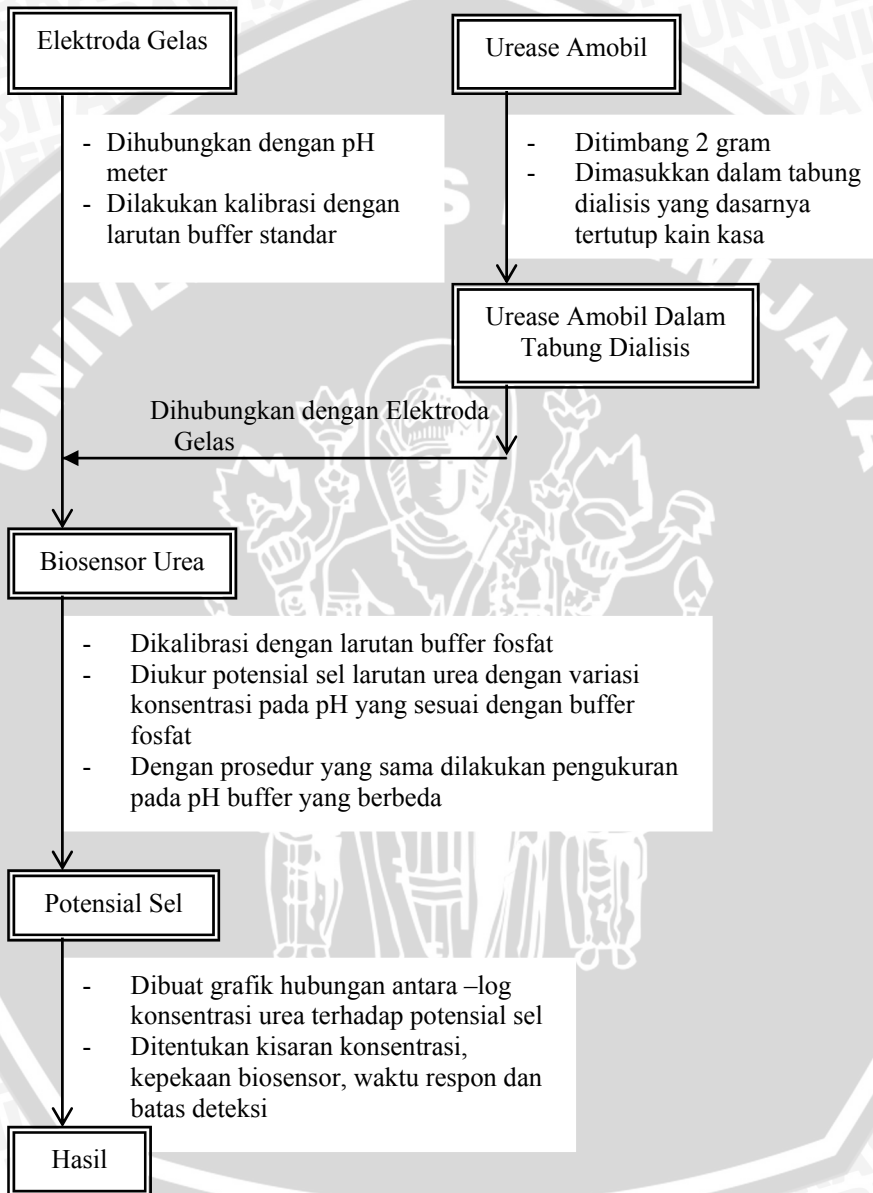 Elektroda Gelas
Urease Amobil
- Dihubungkan dengan pH
meter
- Dilakukan kalibrasi dengan
larutan buffer standar
- Ditimbang 2 gram
- Dimasukkan dalam tabung
dialisis yang dasarnya
tertutup kain kasa
Urease Amobil Dalam
Tabung Dialisis
Dihubungkan dengan Elektroda
Gelas
Biosensor Urea
- Dikalibrasi dengan larutan buffer fosfat
- Diukur potensial sel larutan urea dengan variasi
konsentrasi pada pH yang sesuai dengan buffer
fosfat
- Dengan prosedur yang sama dilakukan pengukuran
pada pH buffer yang berbeda
Potensial Sel
- Dibuat grafik hubungan antara –log
konsentrasi urea terhadap potensial sel
- Ditentukan kisaran konsentrasi,
kepekaan biosensor, waktu respon dan
batas deteksi
Hasil